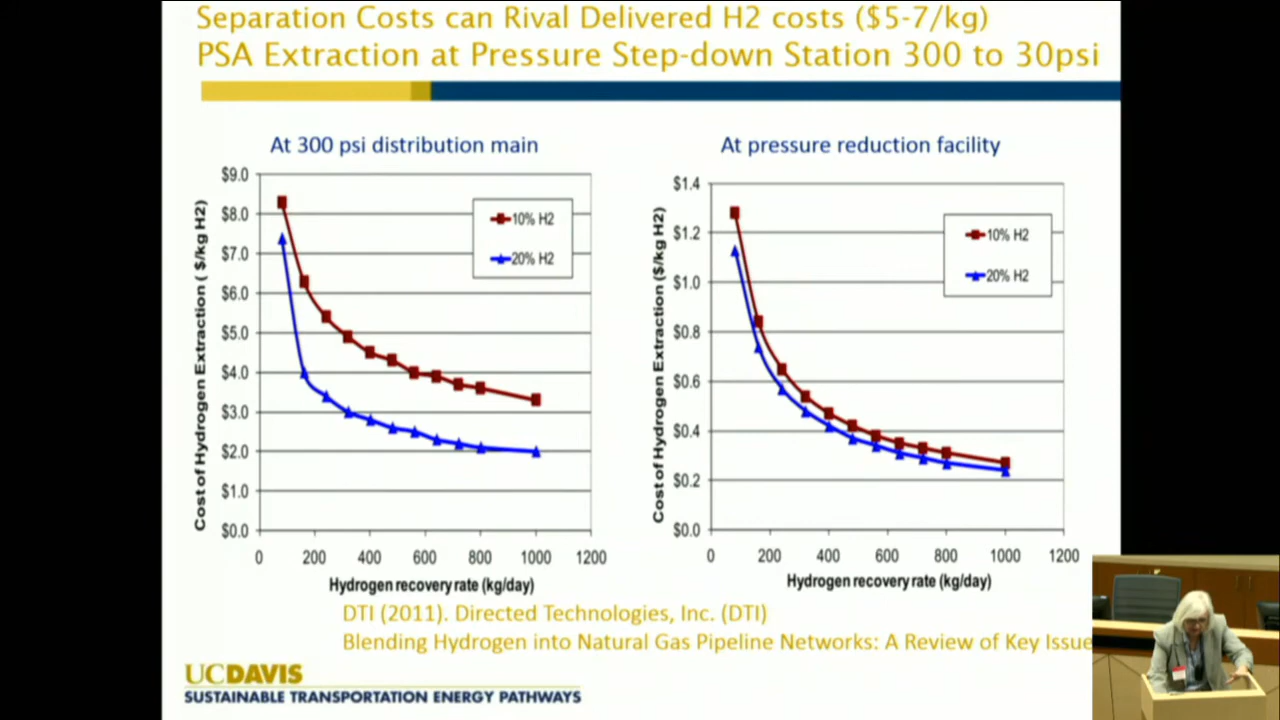 Separation Costs can Rival Delivered H2 costs ($5-7/kg)
PSA Extraction at Pressure Step-down Station 300 to 30psi
At 300 psi distribution main
$9.0
$8.0
$7.0
$6.0
$5.0
$4.0
$3.0
$2.0
$1.0
$0.0
Cost of Hydrogen Extraction ( $/kg H2)
10% H2
20% H2
0 200 400 600 800 1000 1200
Hydrogen recovery rate (kg/day)
At pressure reduction facility
$1.4
$1.2
$1.0
$0.8
$0.6
$0.4
$0.2
$0.0
Cost of Hydrogen Extraction ($/kg H2)
10% H2
20% H2
0 200 400 600 800 1000 1200
Hydrogen recovery rate (kg/day)
DTI (2011). Directed Technologies, Inc. (DTI)
Blending Hydrogen into Natural Gas Pipeline Networks: A Review of Key Issue
UCDAVIS
SUSTAINABLE TRANSPORTATION ENERGY PATHWAYS